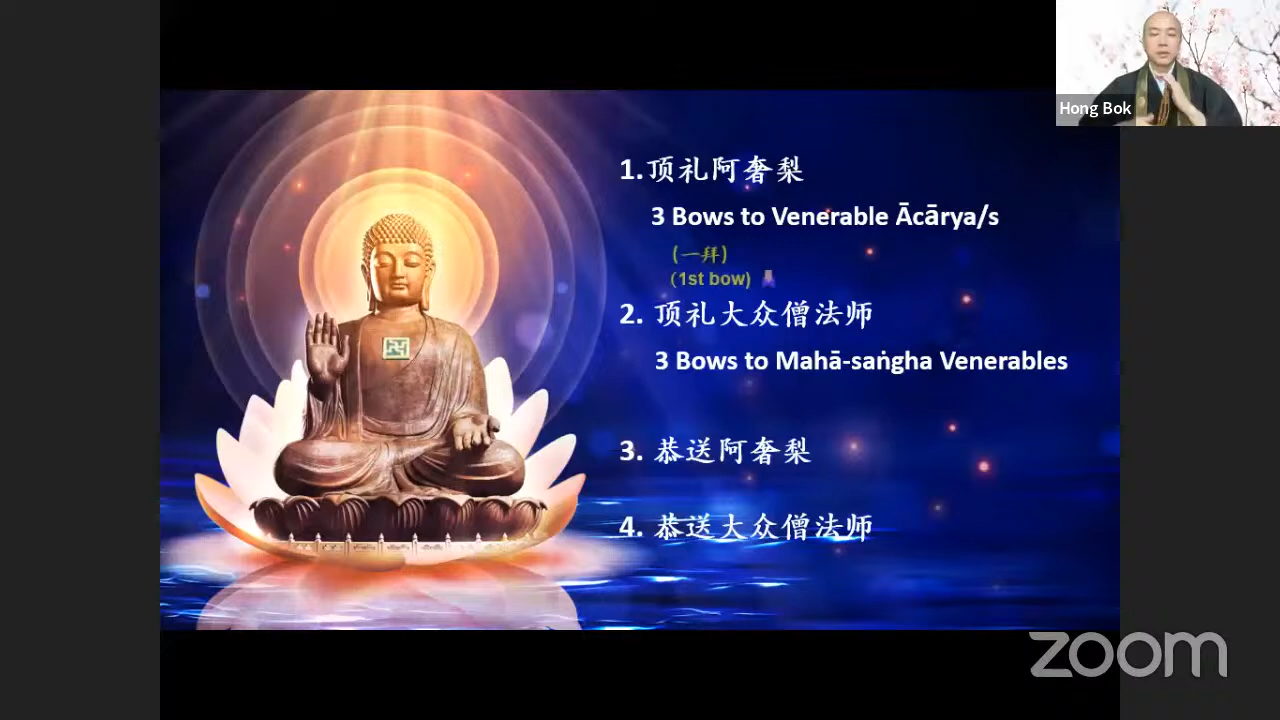 Hong Bok
1. 顶礼阿奢梨
3 Bows to Venerable Ācārya/s
(一拜)
(1st bow)
2. 顶礼大众僧法师
3 Bows to Mahā-saṅgha Venerables
3. 恭送阿奢梨
4. 恭送大众僧法师
zoom